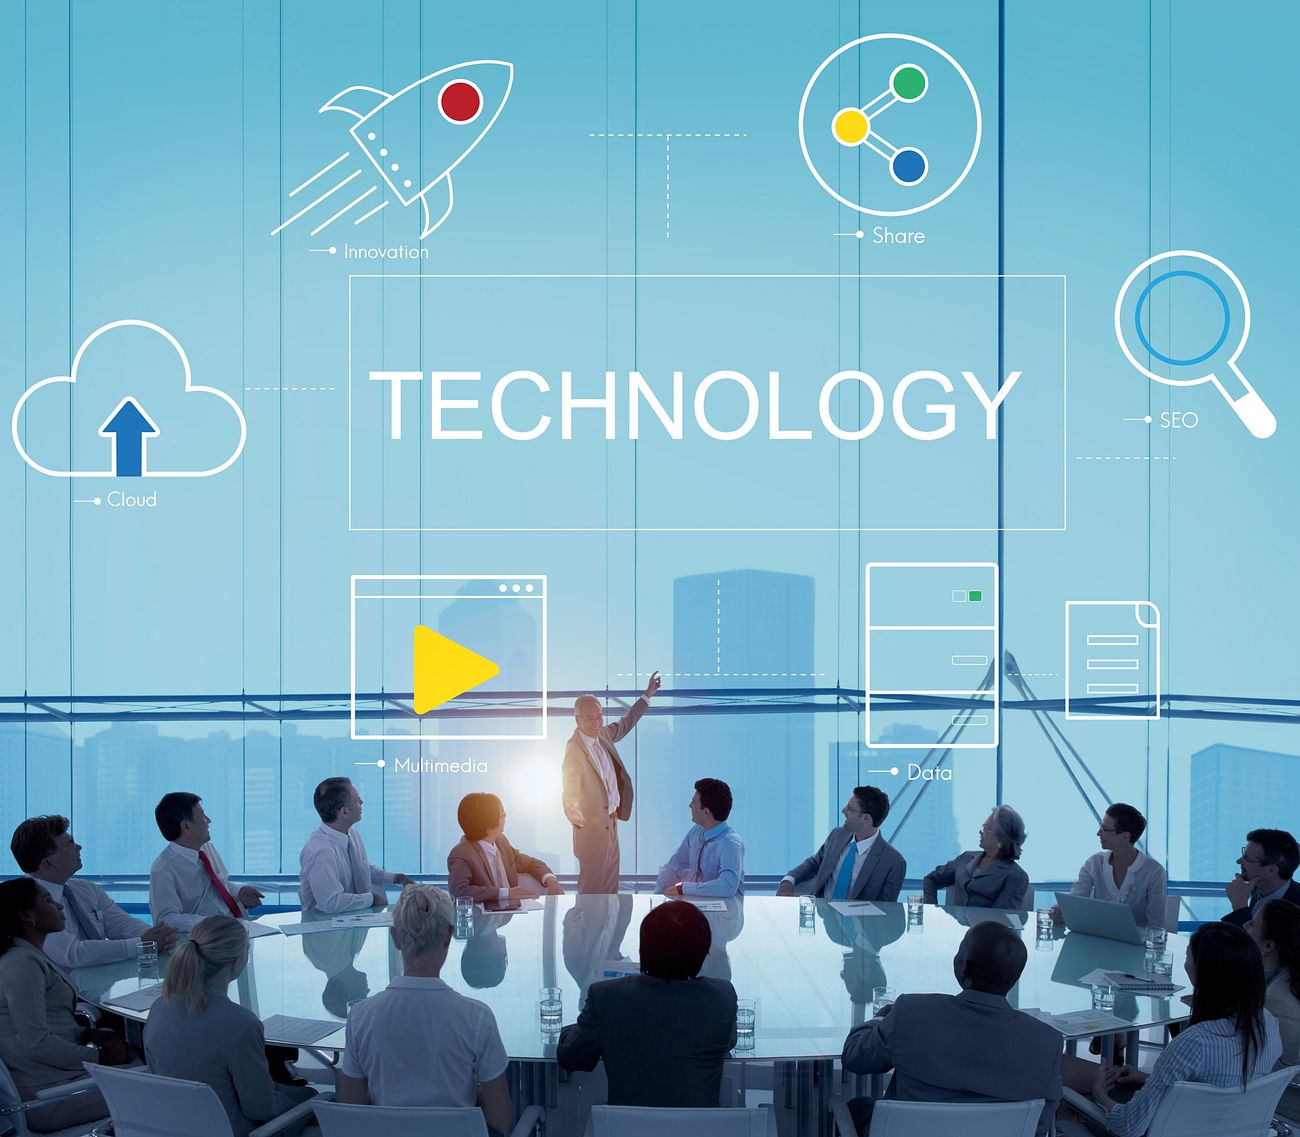 Innovation
Share
TECHNOLOGY
SEO
Cloud
Multimedia
Data